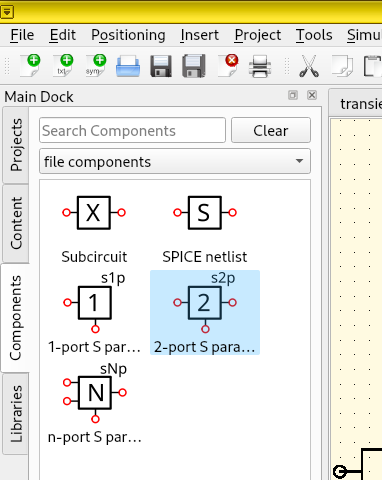 File Edit Positioning Insert Project Tools Simu
txt sym
Main Dock
Projects
Content
Components
Libraries
Search Components Clear
file components
X S
Subcircuit SPICE netlist
s1p s2p
1 2
1-port S par... 2-port S para...
sNp
N
n-port S par...
transie